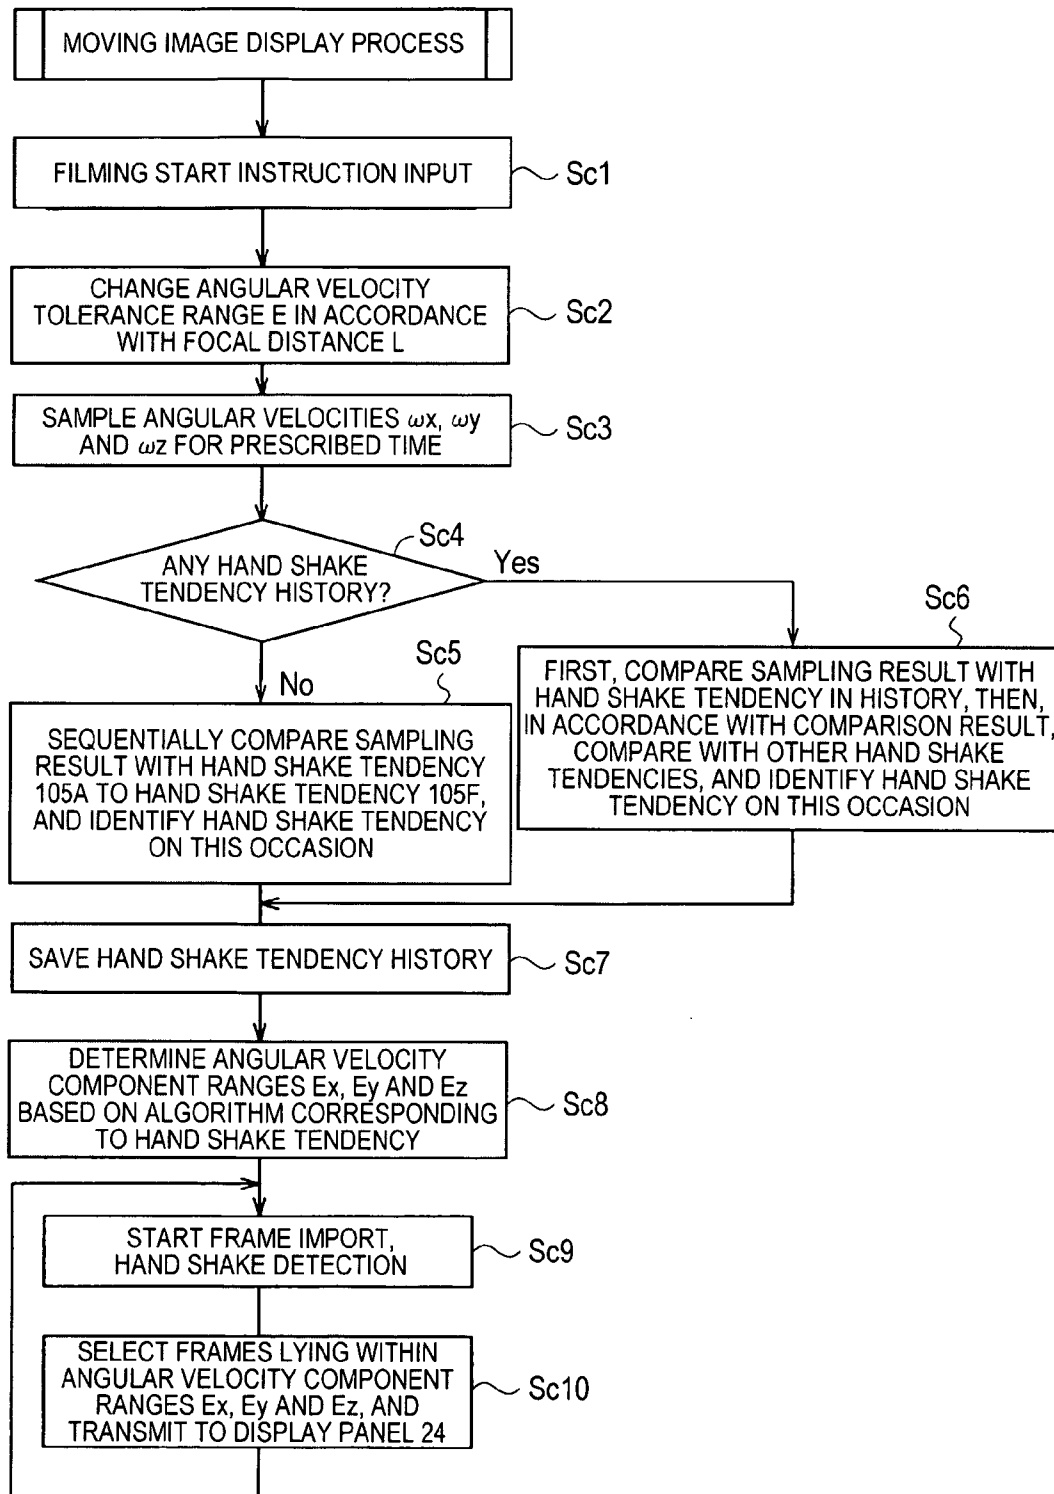 MOVING IMAGE DISPLAY PROCESS
FILMING START INSTRUCTION INPUT
Sc1
CHANGE ANGULAR VELOCITY
TOLERANCE RANGE E IN ACCORDANCE
WITH FOCAL DISTANCE L
Sc2
SAMPLE ANGULAR VELOCITIES ωx, ωy
AND ωz FOR PRESCRIBED TIME
Sc3
Sc4
ANY HAND SHAKE
TENDENCY HISTORY?
Yes
No
Sc5
SEQUENTIALLY COMPARE SAMPLING
RESULT WITH HAND SHAKE TENDENCY
105A TO HAND SHAKE TENDENCY 105F,
AND IDENTIFY HAND SHAKE TENDENCY
ON THIS OCCASION
Sc6
FIRST, COMPARE SAMPLING RESULT WITH
HAND SHAKE TENDENCY IN HISTORY, THEN,
IN ACCORDANCE WITH COMPARISON RESULT,
COMPARE WITH OTHER HAND SHAKE
TENDENCIES, AND IDENTIFY HAND SHAKE
TENDENCY ON THIS OCCASION
SAVE HAND SHAKE TENDENCY HISTORY
Sc7
DETERMINE ANGULAR VELOCITY
COMPONENT RANGES Ex, Ey AND Ez
BASED ON ALGORITHM CORRESPONDING
TO HAND SHAKE TENDENCY
Sc8
START FRAME IMPORT,
HAND SHAKE DETECTION
Sc9
SELECT FRAMES LYING WITHIN
ANGULAR VELOCITY COMPONENT
RANGES Ex, Ey AND Ez, AND
TRANSMIT TO DISPLAY PANEL 24
Sc10